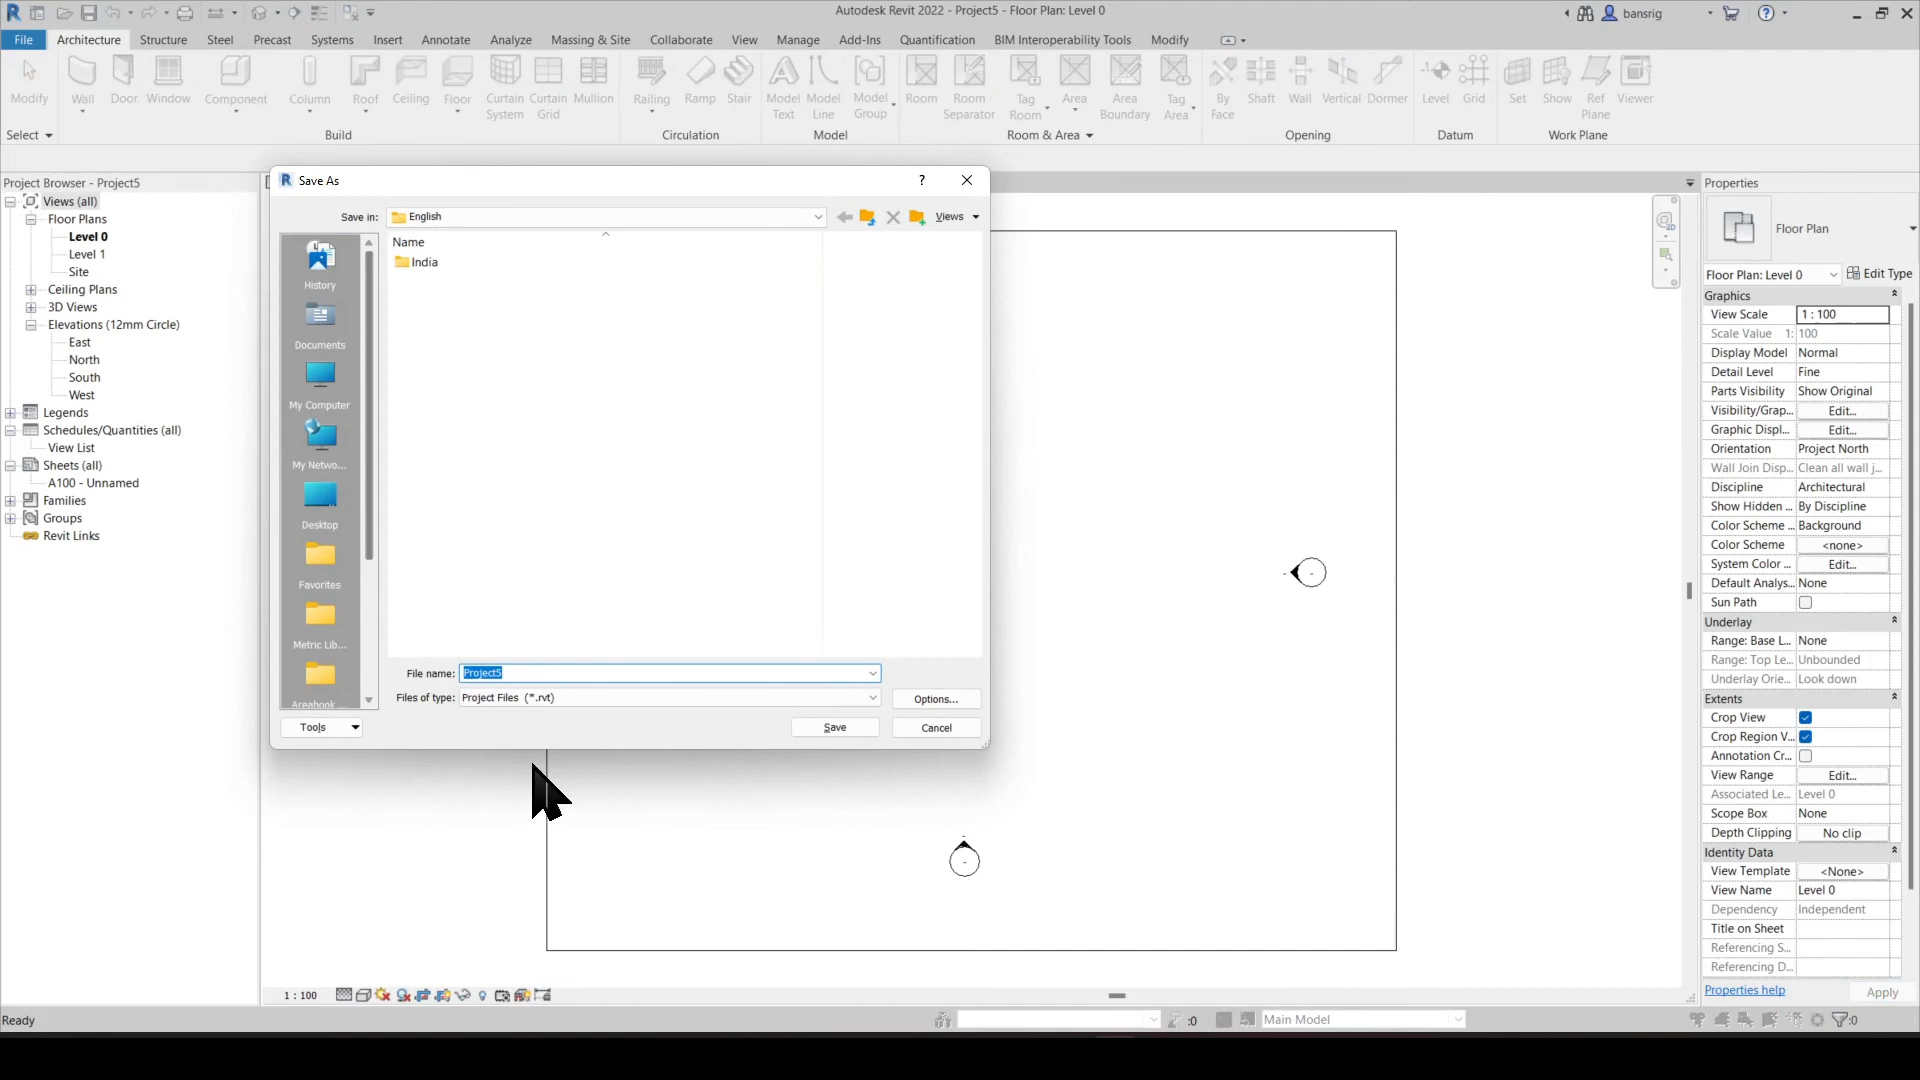 Autodesk Revit 2022 - Project5 - Floor Plan: Level 0
bansrig
File Architecture Structure Steel Precast Systems Insert Annotate Analyze Massing & Site Collaborate View Manage Add-Ins Quantification BIM Interoperability Tools Modify
Modify Wall Door Window Component Column Roof Ceiling Floor Curtain System Curtain Grid Mullion Railing Ramp Stair Model Text Model Line Model Group Room Room Separator Tag Room Area Area Boundary Tag Area By Face Shaft Wall Vertical Dormer Level Grid Set Show Ref Plane Viewer
Select Build Circulation Model Room & Area Opening Datum Work Plane
Project Browser - Project5
Views (all)
Floor Plans
Level 0
Level 1
Site
Ceiling Plans
3D Views
Elevations (12mm Circle)
East
North
South
West
Legends
Schedules/Quantities (all)
View List
Sheets (all)
A100 - Unnamed
Families
Groups
Revit Links
Save As
?
Save in: English Views
Name
India
History
Documents
My Computer
My Netwo...
Desktop
Favorites
Metric Lib...
Areabook ...
File name: Project5
Files of type: Project Files (*.rvt) Options...
Tools Save Cancel
Properties
Floor Plan
Floor Plan: Level 0 Edit Type
Graphics
View Scale 1 : 100
Scale Value 1: 100
Display Model Normal
Detail Level Fine
Parts Visibility Show Original
Visibility/Grap... Edit...
Graphic Displ... Edit...
Orientation Project North
Wall Join Disp... Clean all wall j...
Discipline Architectural
Show Hidden ... By Discipline
Color Scheme ... Background
Color Scheme <none>
System Color ... Edit...
Default Analys... None
Sun Path
Underlay
Range: Base L... None
Range: Top Le... Unbounded
Underlay Orie... Look down
Extents
Crop View
Crop Region V...
Annotation Cr...
View Range Edit...
Associated Le... Level 0
Scope Box None
Depth Clipping No clip
Identity Data
View Template <None>
View Name Level 0
Dependency Independent
Title on Sheet
Referencing S...
Referencing D...
Properties help Apply
1 : 100
Ready :0 Main Model :0